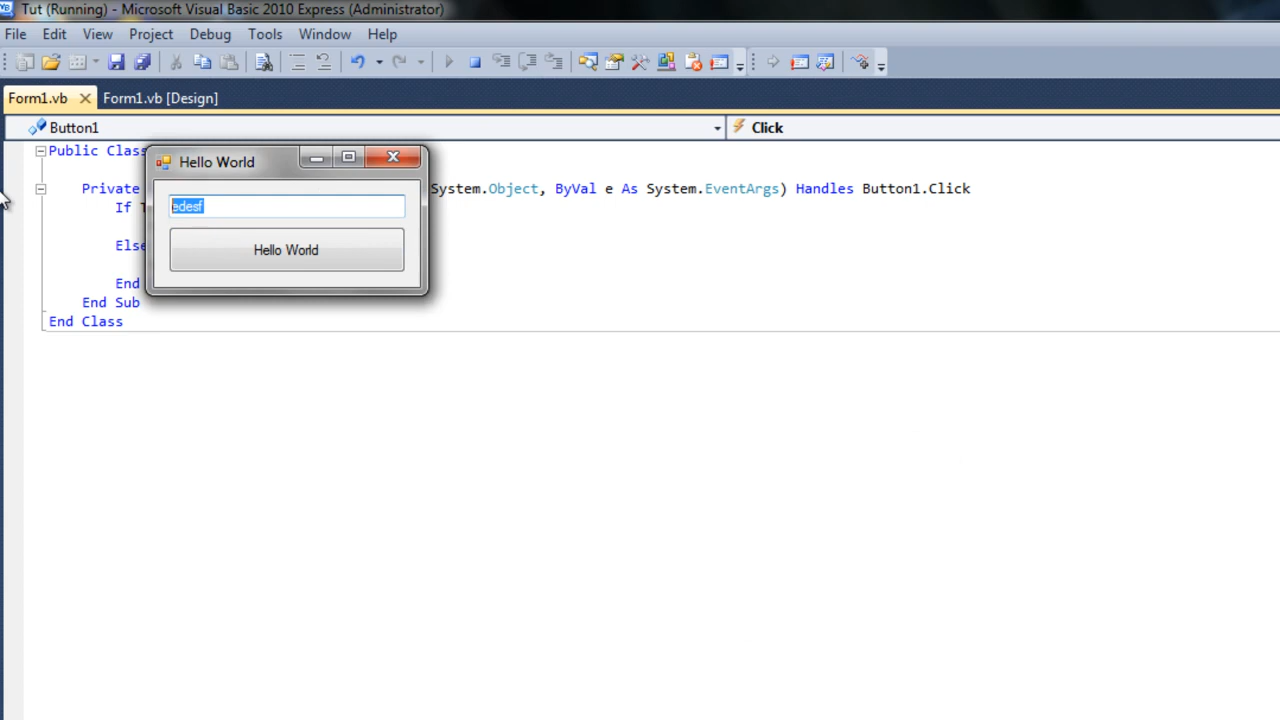 Tut (Running) - Microsoft Visual Basic 2010 Express (Administrator)
File Edit View Project Debug Tools Window Help
Form1.vb Form1.vb [Design]
Button1 Click
Public Class
Hello World
Private System.Object, ByVal e As System.EventArgs) Handles Button1.Click
edesf
If
Else
Hello World
End
End Sub
End Class